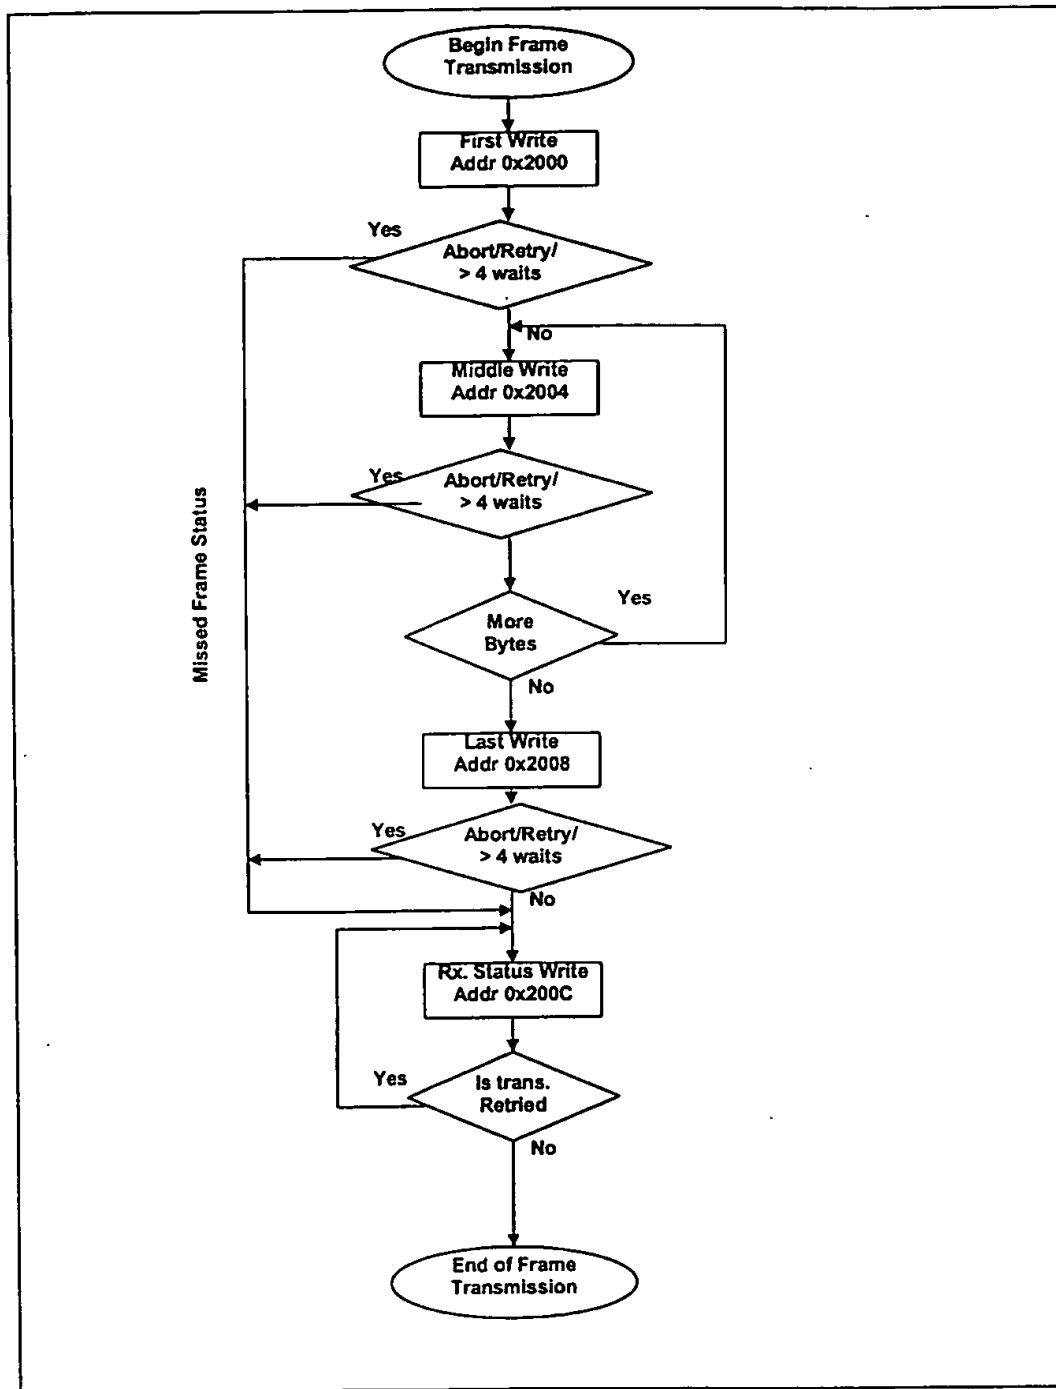 Begin Frame
Transmission
First Write
Addr 0x2000
Yes
Abort/Retry/
> 4 waits
No
Middle Write
Addr 0x2004
Yes
Abort/Retry/
> 4 waits
Missed Frame Status
More
Bytes
Yes
No
Last Write
Addr 0x2008
Yes
Abort/Retry/
> 4 waits
No
Rx. Status Write
Addr 0x200C
Yes
Is trans.
Retried
No
End of Frame
Transmission